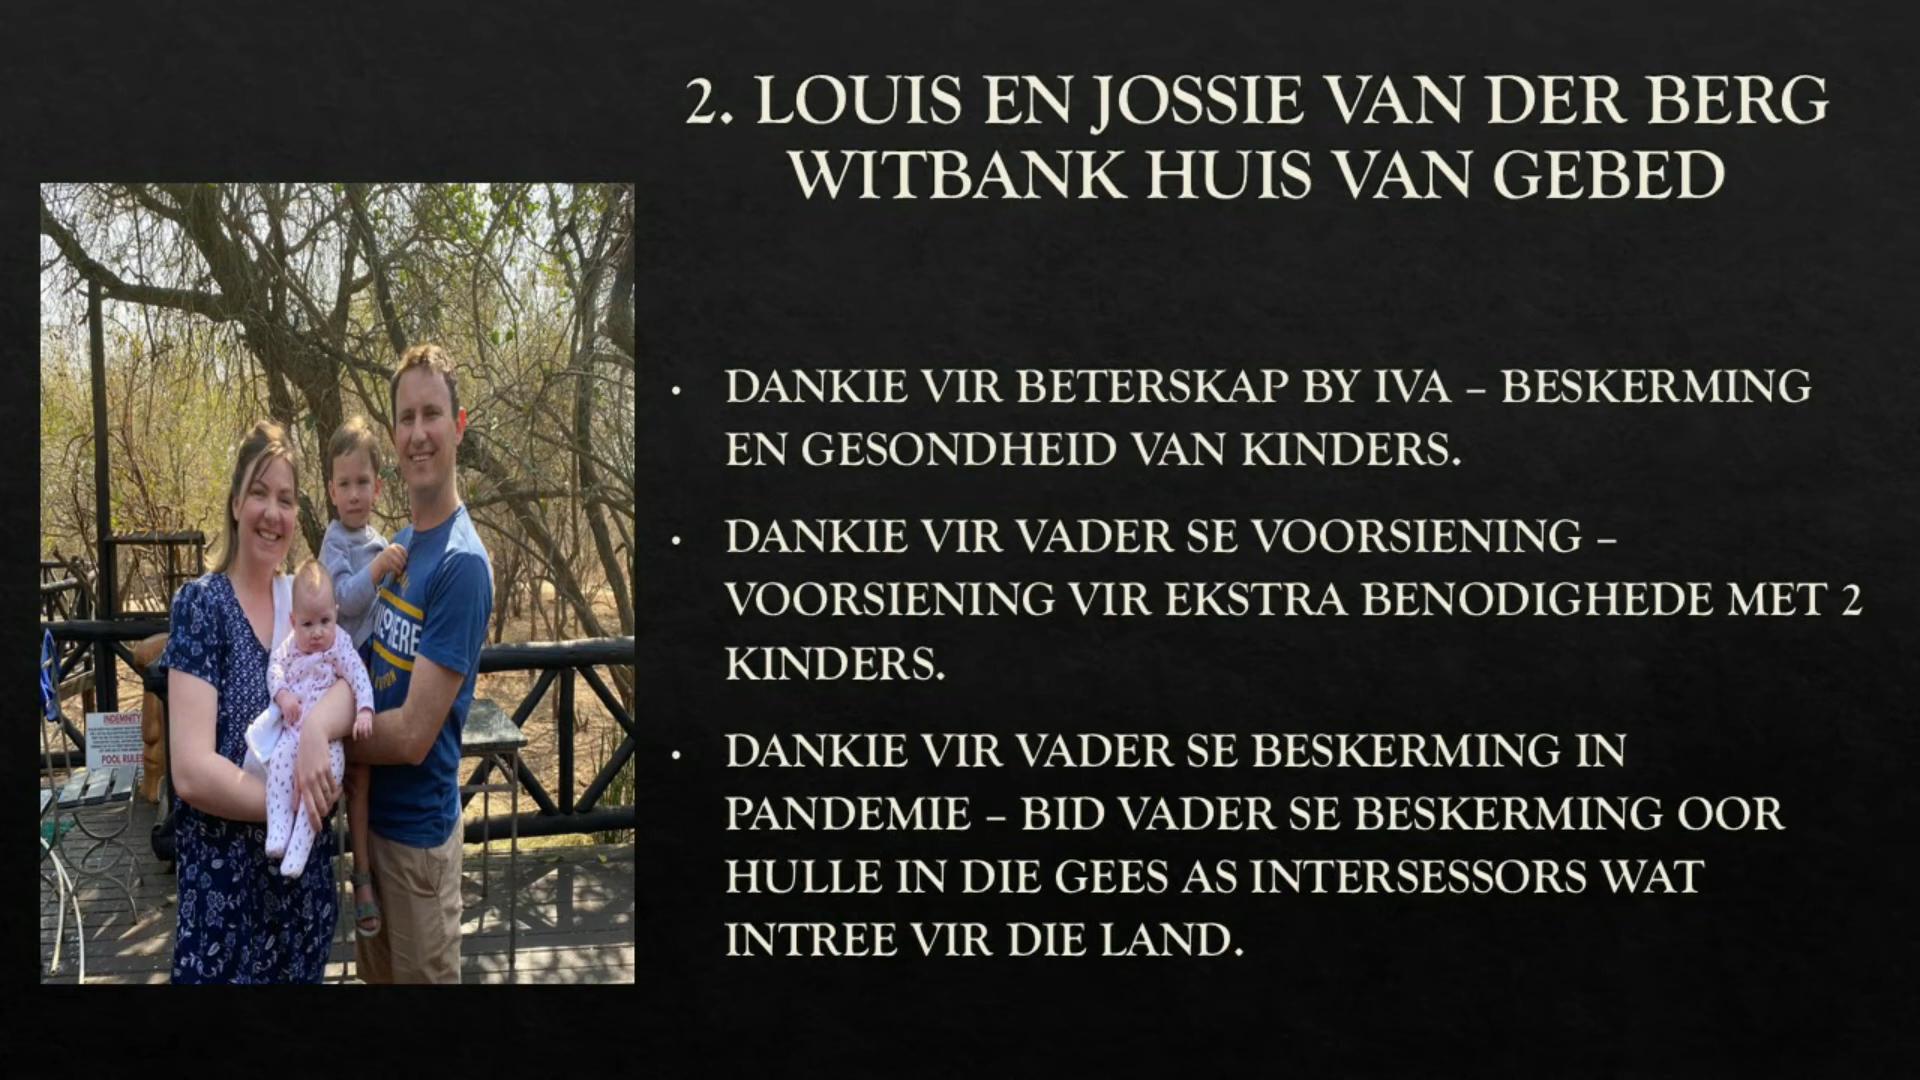 2. LOUIS EN JOSSIE VAN DER BERG
WITBANK HUIS VAN GEBED
• DANKIE VIR BETERSKAP BY IVA – BESKERMING
EN GESONDHEID VAN KINDERS.
• DANKIE VIR VADER SE VOORSIENING –
VOORSIENING VIR EKSTRA BENODIGHEDE MET 2
KINDERS.
• DANKIE VIR VADER SE BESKERMING IN
PANDEMIE – BID VADER SE BESKERMING OOR
HULLE IN DIE GEES AS INTERSESSORS WAT
INTREE VIR DIE LAND.
INDEMNITY
POOL RULES